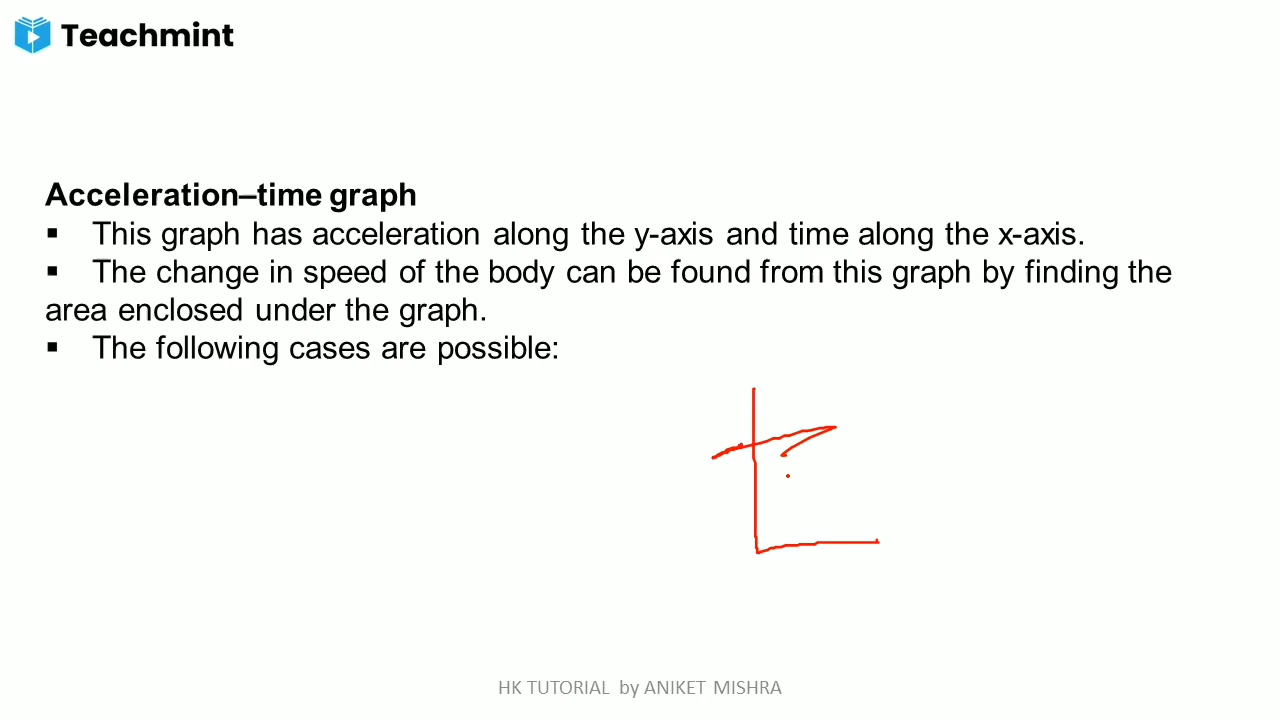 Teachmint
Acceleration–time graph
▪ This graph has acceleration along the y-axis and time along the x-axis.
▪ The change in speed of the body can be found from this graph by finding the
area enclosed under the graph.
▪ The following cases are possible:
HK TUTORIAL by ANIKET MISHRA